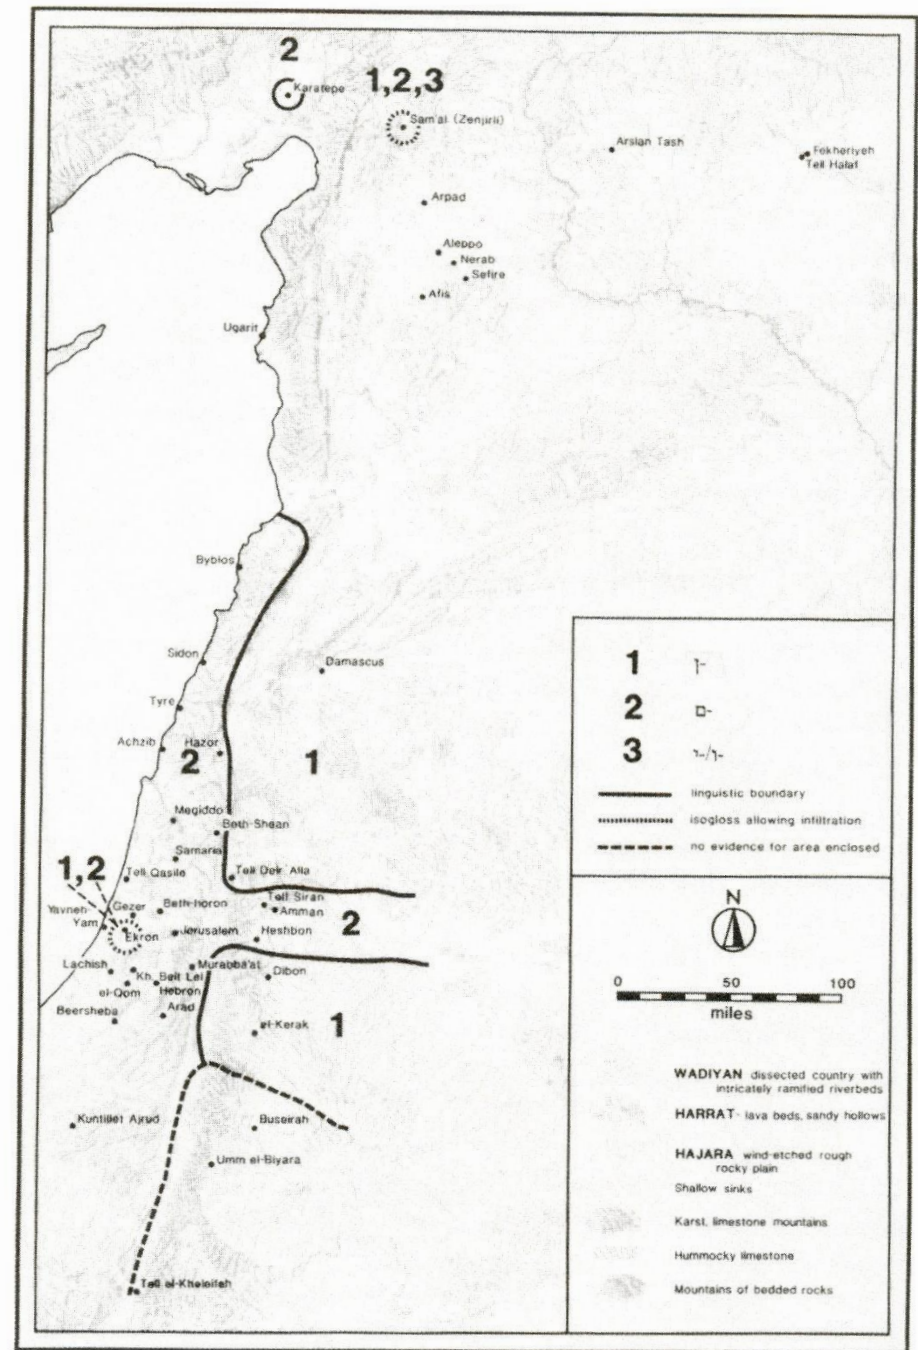 2
Karatepe
1,2,3
Sam'al (Zenjirli)
Arslan Tash
Fekheriyeh
Tell Halaf
Arpad
Aleppo
Nerab
Sefire
Afis
Ugarit
Byblos
Sidon
Damascus
Tyre
Achzib
Hazor
2
1
Megiddo
Beth-Shean
Samaria
1,2
Tell Qasile
Tell Deir 'Alla
Yavneh-
Yam
Gezer
Beth-horon
Tell Siran
Amman
2
Ekron
Jerusalem
Heshbon
Lachish
Kh. Beit Lei
Murabba'at
Dibon
el-Qom
Hebron
Beersheba
Arad
el-Kerak
1
Kuntillet Ajrud
Buseirah
Umm el-Biyara
Tell el-Kheleifeh
1 ן-
2 ם-
3
linguistic boundary
isogloss allowing infiltration
no evidence for area enclosed
N
0 50 100
miles
WADIYAN dissected country with
intricately ramified riverbeds
HARRAT- lava beds, sandy hollows
HAJARA wind-etched rough
rocky plain
Shallow sinks
Karst, limestone mountains
Hummocky limestone
Mountains of bedded rocks